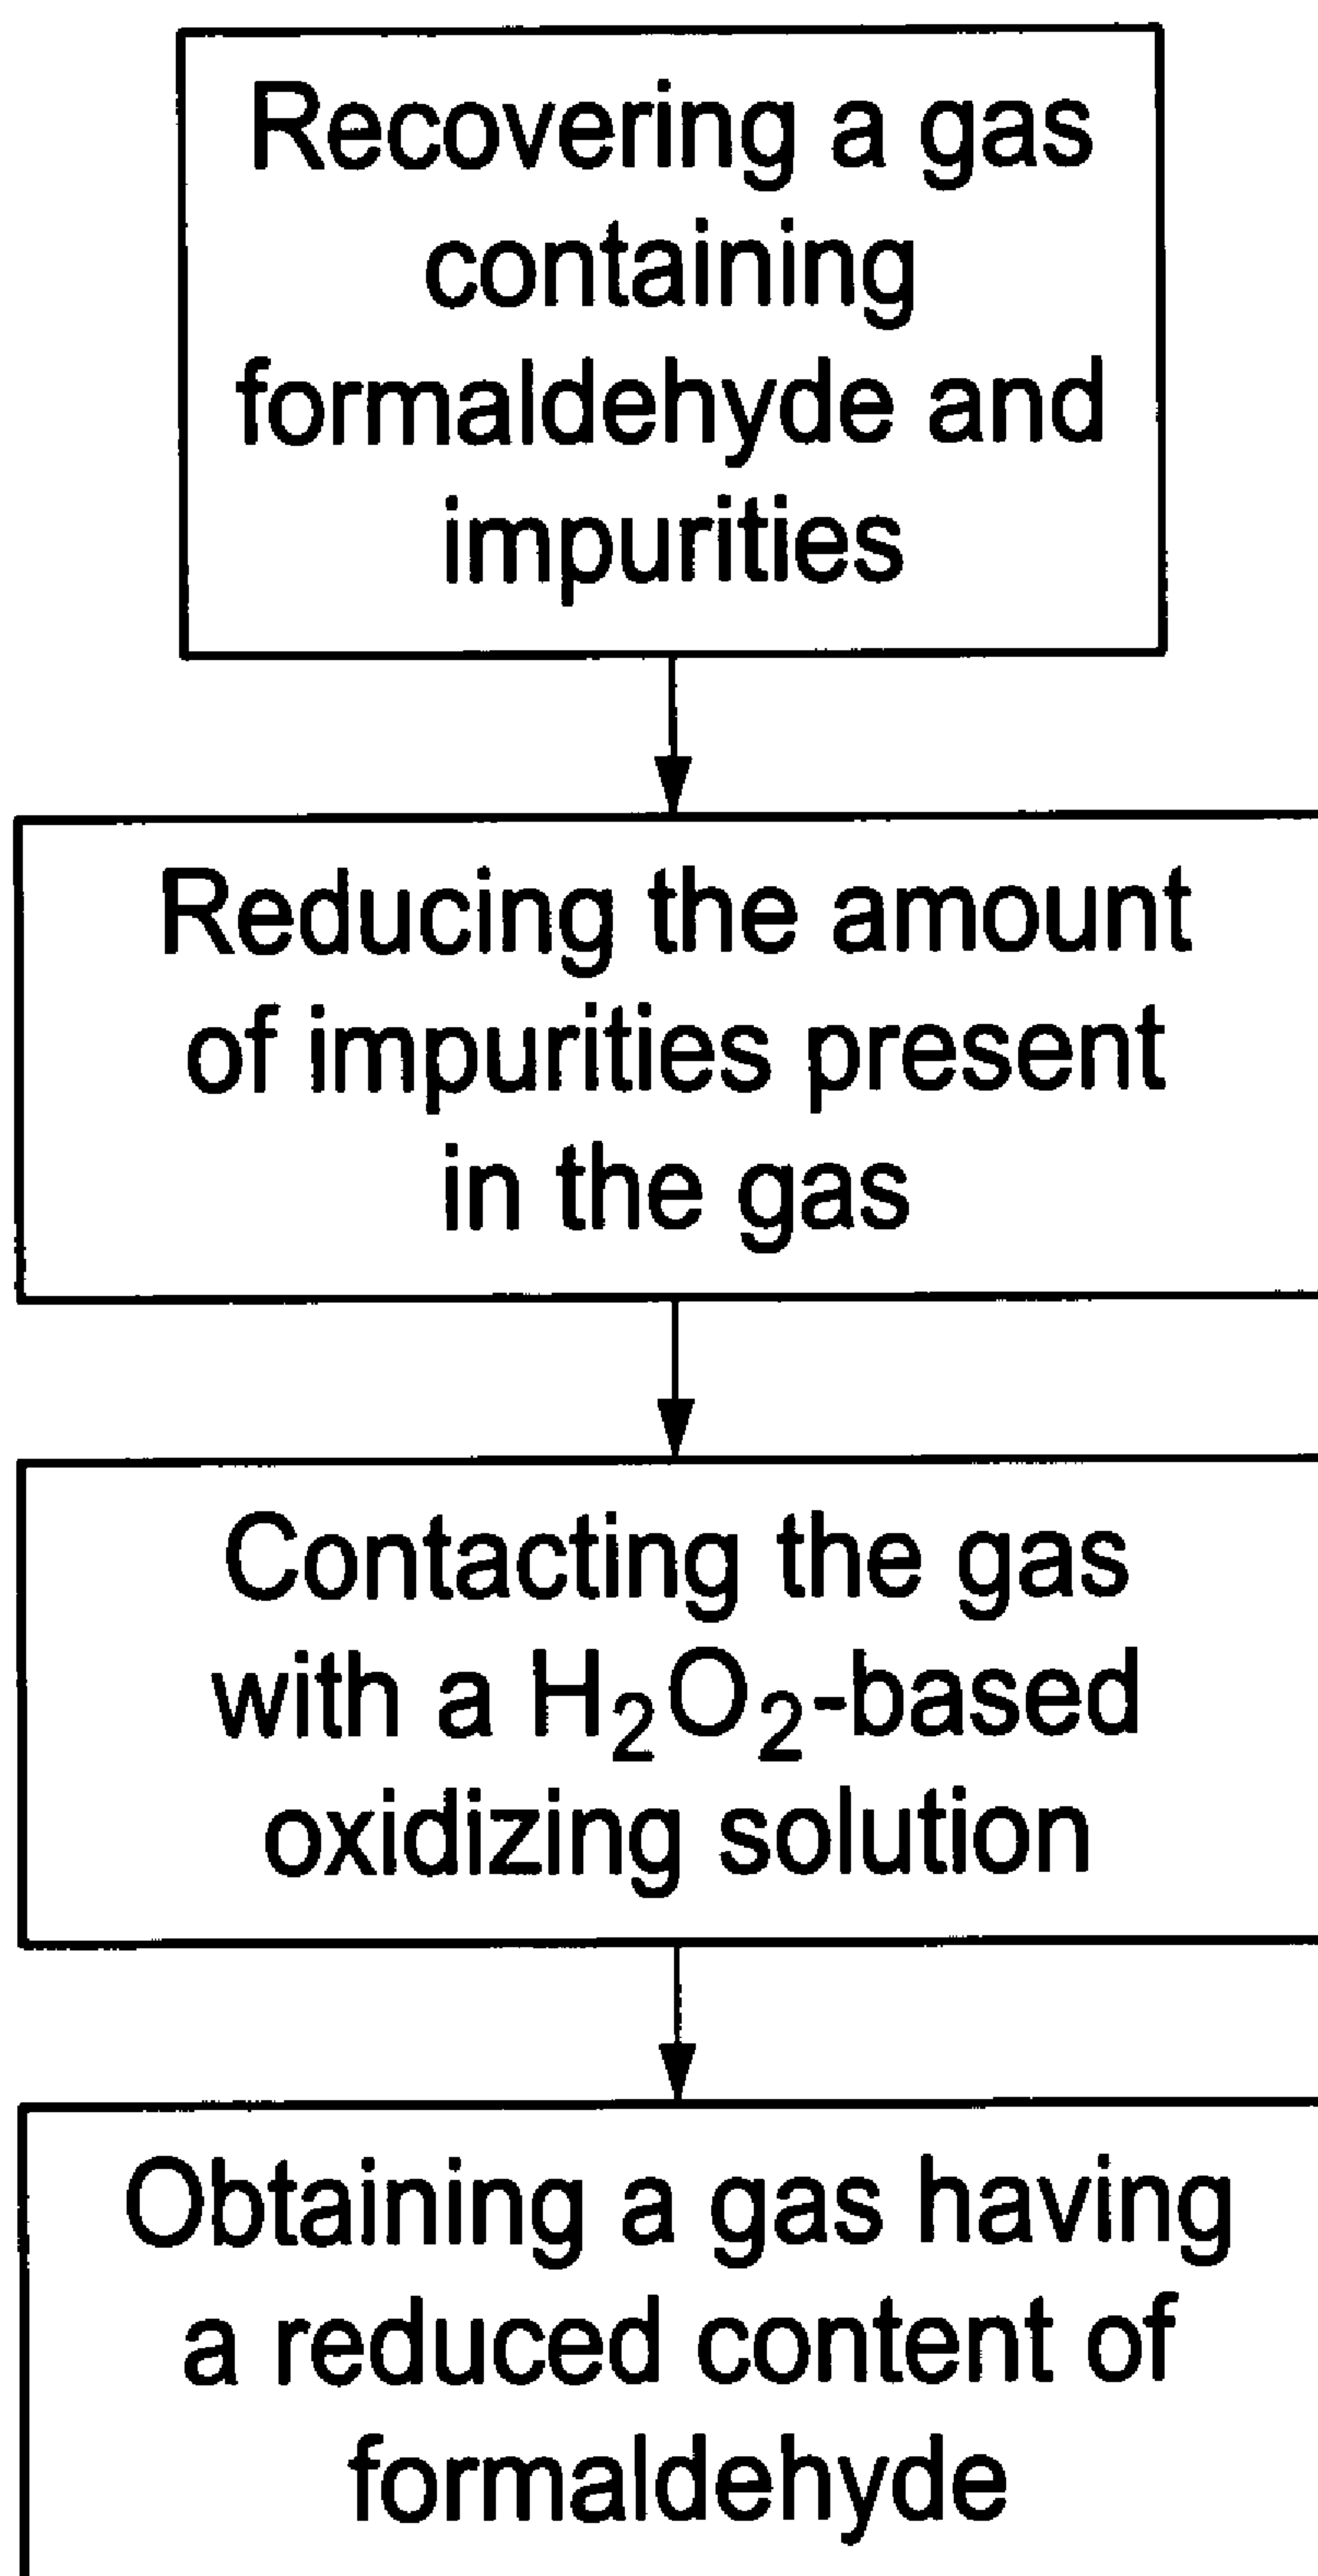 Recovering a gas
containing
formaldehyde and
impurities
Reducing the amount
of impurities present
in the gas
Contacting the gas
with a H₂O₂-based
oxidizing solution
Obtaining a gas having
a reduced content of
formaldehyde